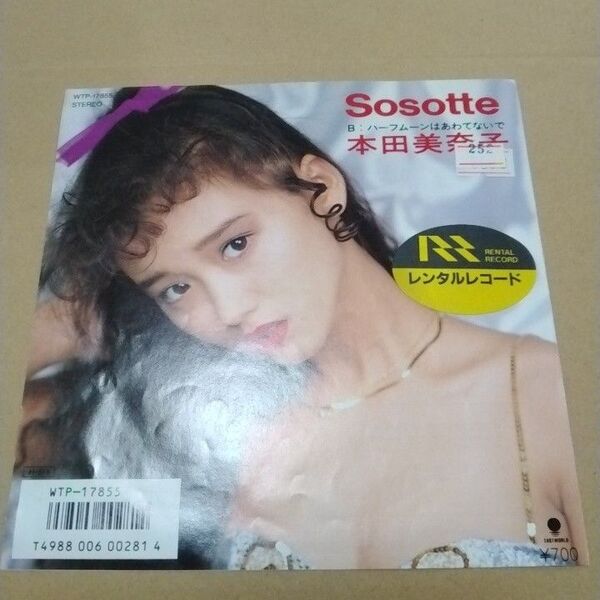 WTP-17855
STEREO
Sosotte
B：ハーフムーンはあわてないで
本田美奈子
252
RENTAL
RECORD
レンタルレコード
WTP-17855
T4988 006 00281 4
EASTWORLD
¥700